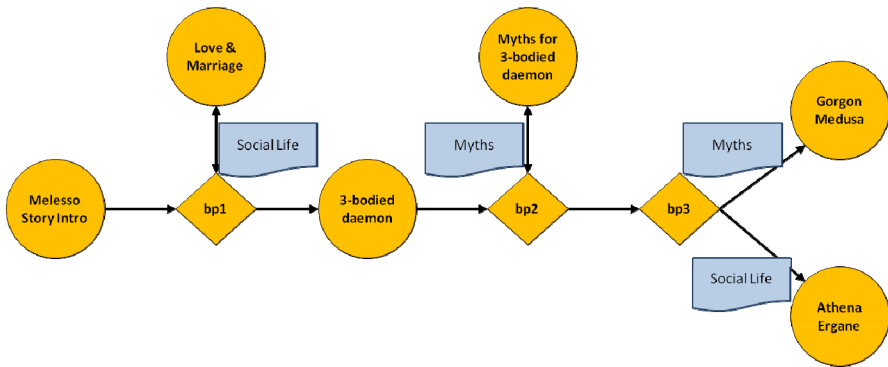 Love &
Marriage
Myths for
3-bodied
daemon
Gorgon
Medusa
Social Life
Myths
Myths
Melesso
Story Intro
bp1
3-bodied
daemon
bp2
bp3
Social Life
Athena
Ergane